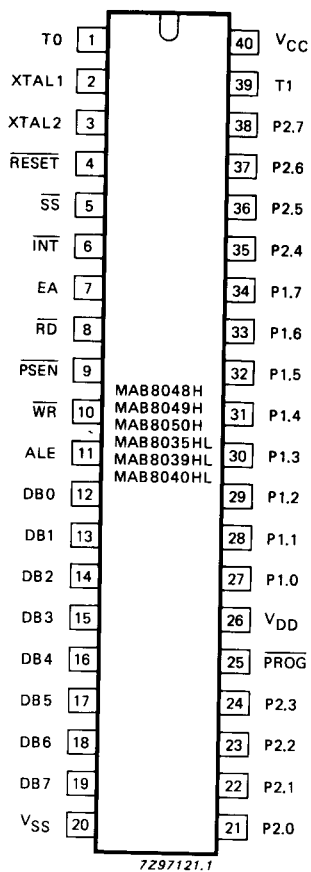 T0 1 40 VCC
XTAL1 2 39 T1
XTAL2 3 38 P2.7
RESET 4 37 P2.6
SS 5 36 P2.5
INT 6 35 P2.4
EA 7 34 P1.7
RD 8 33 P1.6
PSEN 9 32 P1.5
WR 10 31 P1.4
ALE 11 30 P1.3
DB0 12 29 P1.2
DB1 13 28 P1.1
DB2 14 27 P1.0
DB3 15 26 VDD
DB4 16 25 PROG
DB5 17 24 P2.3
DB6 18 23 P2.2
DB7 19 22 P2.1
VSS 20 21 P2.0
MAB8048H
MAB8049H
MAB8050H
MAB8035HL
MAB8039HL
MAB8040HL
7297121.1